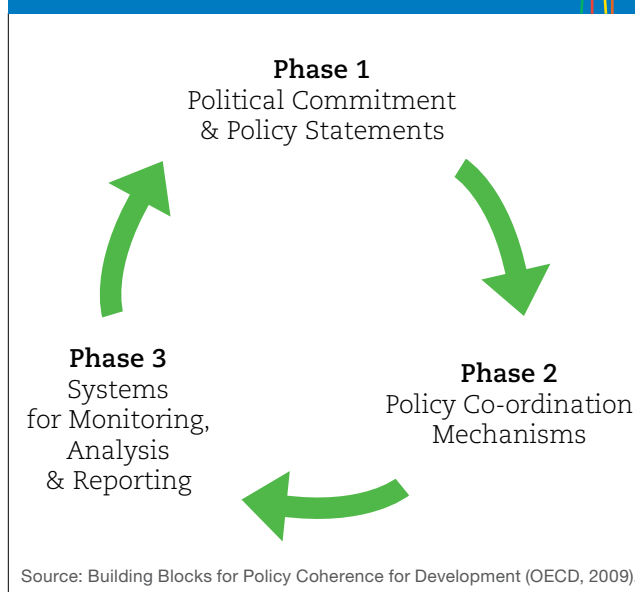 Phase 1
Political Commitment
& Policy Statements
Phase 2
Policy Co-ordination
Mechanisms
Phase 3
Systems
for Monitoring,
Analysis
& Reporting
Source: Building Blocks for Policy Coherence for Development (OECD, 2009).